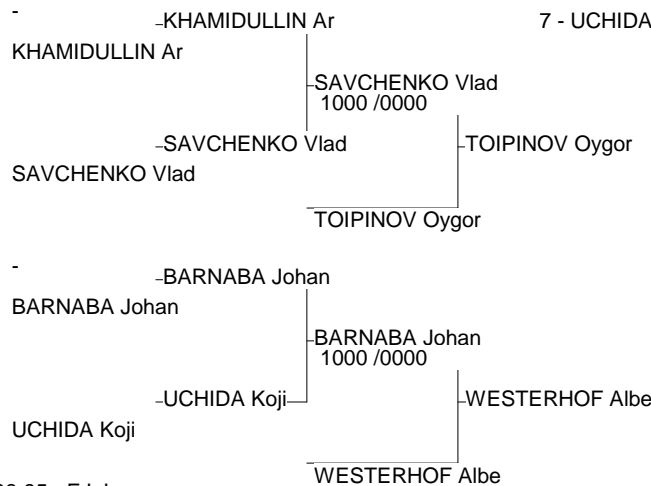 -
KHAMIDULLIN Ar
7 - UCHIDA
KHAMIDULLIN Ar
SAVCHENKO Vlad
1000 /0000
SAVCHENKO Vlad
TOIPINOV Oygor
SAVCHENKO Vlad
TOIPINOV Oygor
-
BARNABA Johan
BARNABA Johan
BARNABA Johan
1000 /0000
UCHIDA Koji
WESTERHOF Albe
UCHIDA Koji
WESTERHOF Albe